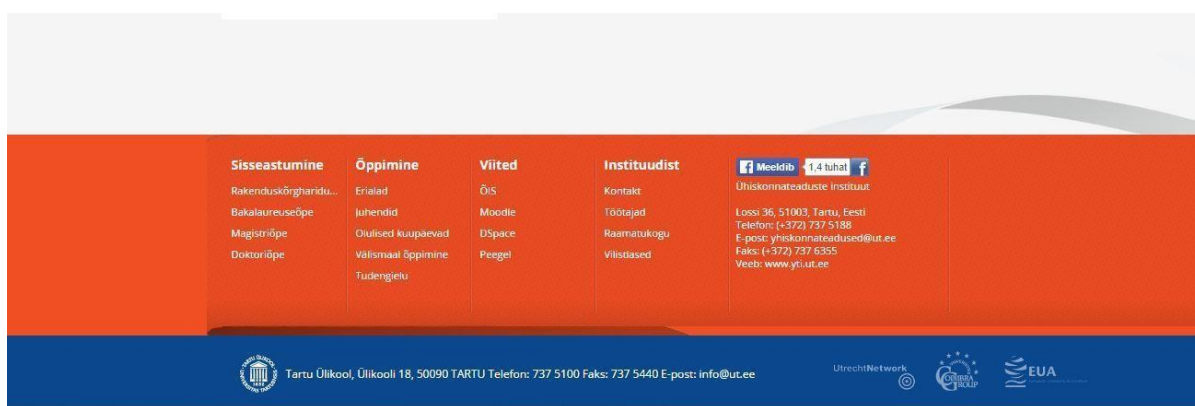 Sisseastumine
Rakenduskõrgharidu...
Bakalaureuseõpe
Magistriõpe
Doktoriõpe
Õppimine
Erialad
Juhendid
Olulised kuupäevad
Välismaal õppimine
Tudengielu
Viited
ÕIS
Moodle
DSpace
Peegel
Instituudist
Kontakt
Töötajad
Raamatukogu
Vilistlased
Meeldib 1,4 tuhat
Ühiskonnateaduste instituut
Lossi 36, 51003, Tartu, Eesti
Telefon: (+372) 737 5188
E-post: yhiskonnateadused@ut.ee
Faks: (+372) 737 6355
Veeb: www.yti.ut.ee
Tartu Ülikool, Ülikooli 18, 50090 TARTU Telefon: 737 5100 Faks: 737 5440 E-post: info@ut.ee
UtrechtNetwork
COIMBRA
GROUP
EUA